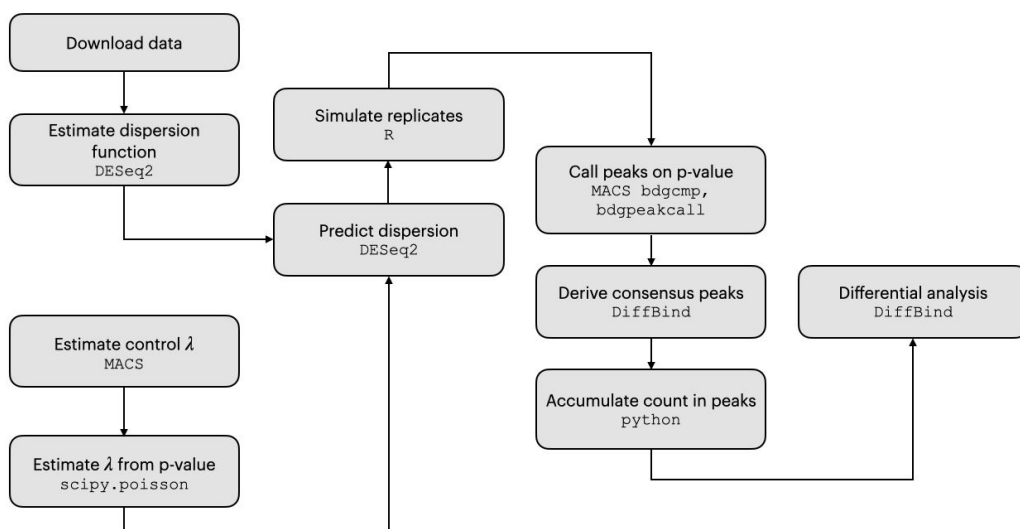 Download data
Estimate dispersion
function
DESeq2
Estimate control λ
MACS
Estimate λ from p-value
scipy.poisson
Simulate replicates
R
Predict dispersion
DESeq2
Call peaks on p-value
MACS bdgcmp,
bdgpeakcall
Derive consensus peaks
DiffBind
Accumulate count in peaks
python
Differential analysis
DiffBind